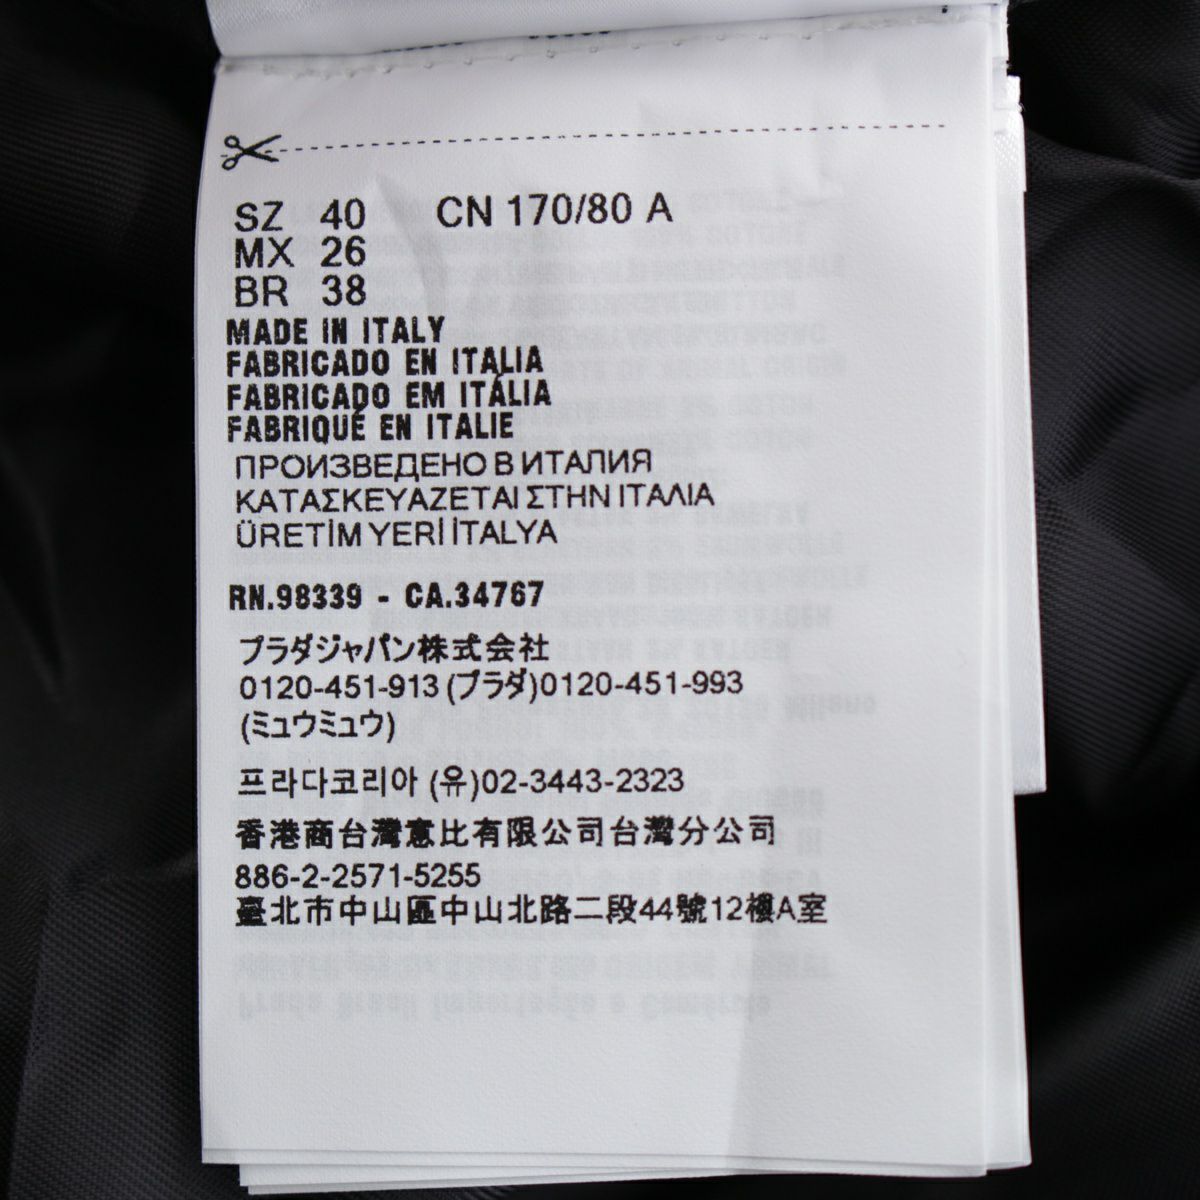 SZ 40 CN 170/80 A
MX 26
BR 38
MADE IN ITALY
FABRICADO EN ITALIA
FABRICADO EM ITÁLIA
FABRIQUÉ EN ITALIE
ПРОИЗВЕДЕНО В ИТАЛИЯ
ΚΑΤΑΣΚΕΥΑΖΕΤΑΙ ΣΤΗΝ ΙΤΑΛΙΑ
ÜRETİM YERİ İTALYA
RN.98339 - CA.34767
プラダジャパン株式会社
0120-451-913 (プラダ)0120-451-993
(ミュウミュウ)
프라다코리아 (유)02-3443-2323
香港商台灣意比有限公司台灣分公司
886-2-2571-5255
臺北市中山區中山北路二段44號12樓A室